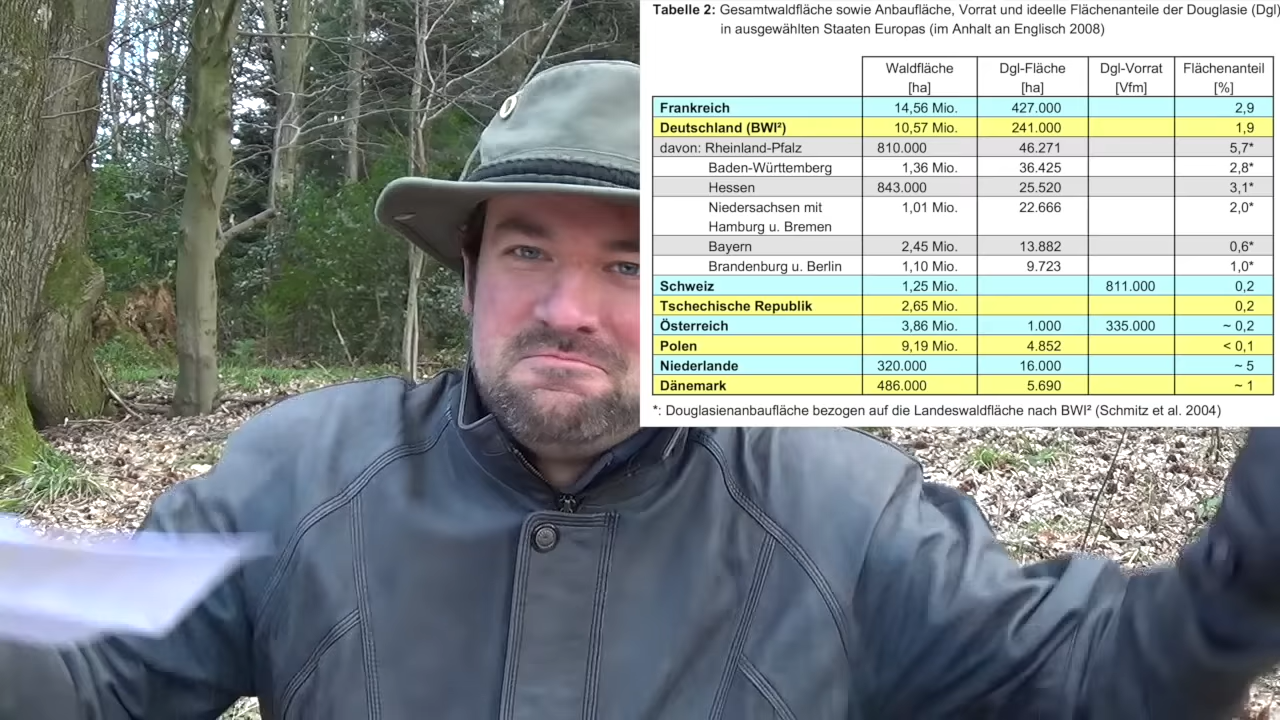 Tabelle 2: Gesamtwaldfläche sowie Anbaufläche, Vorrat und ideelle Flächenanteile der Douglasie (Dgl)
in ausgewählten Staaten Europas (im Anhalt an Englisch 2008)
Waldfläche Dgl-Fläche Dgl-Vorrat Flächenanteil
[ha] [ha] [Vfm] [%]
Frankreich 14,56 Mio. 427.000 2,9
Deutschland (BWI²) 10,57 Mio. 241.000 1,9
davon: Rheinland-Pfalz 810.000 46.271 5,7*
Baden-Württemberg 1,36 Mio. 36.425 2,8*
Hessen 843.000 25.520 3,1*
Niedersachsen mit 1,01 Mio. 22.666 2,0*
Hamburg u. Bremen
Bayern 2,45 Mio. 13.882 0,6*
Brandenburg u. Berlin 1,10 Mio. 9.723 1,0*
Schweiz 1,25 Mio. 811.000 0,2
Tschechische Republik 2,65 Mio. 0,2
Österreich 3,86 Mio. 1.000 335.000 ~ 0,2
Polen 9,19 Mio. 4.852 < 0,1
Niederlande 320.000 16.000 ~ 5
Dänemark 486.000 5.690 ~ 1
*: Douglasienanbaufläche bezogen auf die Landeswaldfläche nach BWI² (Schmitz et al. 2004)